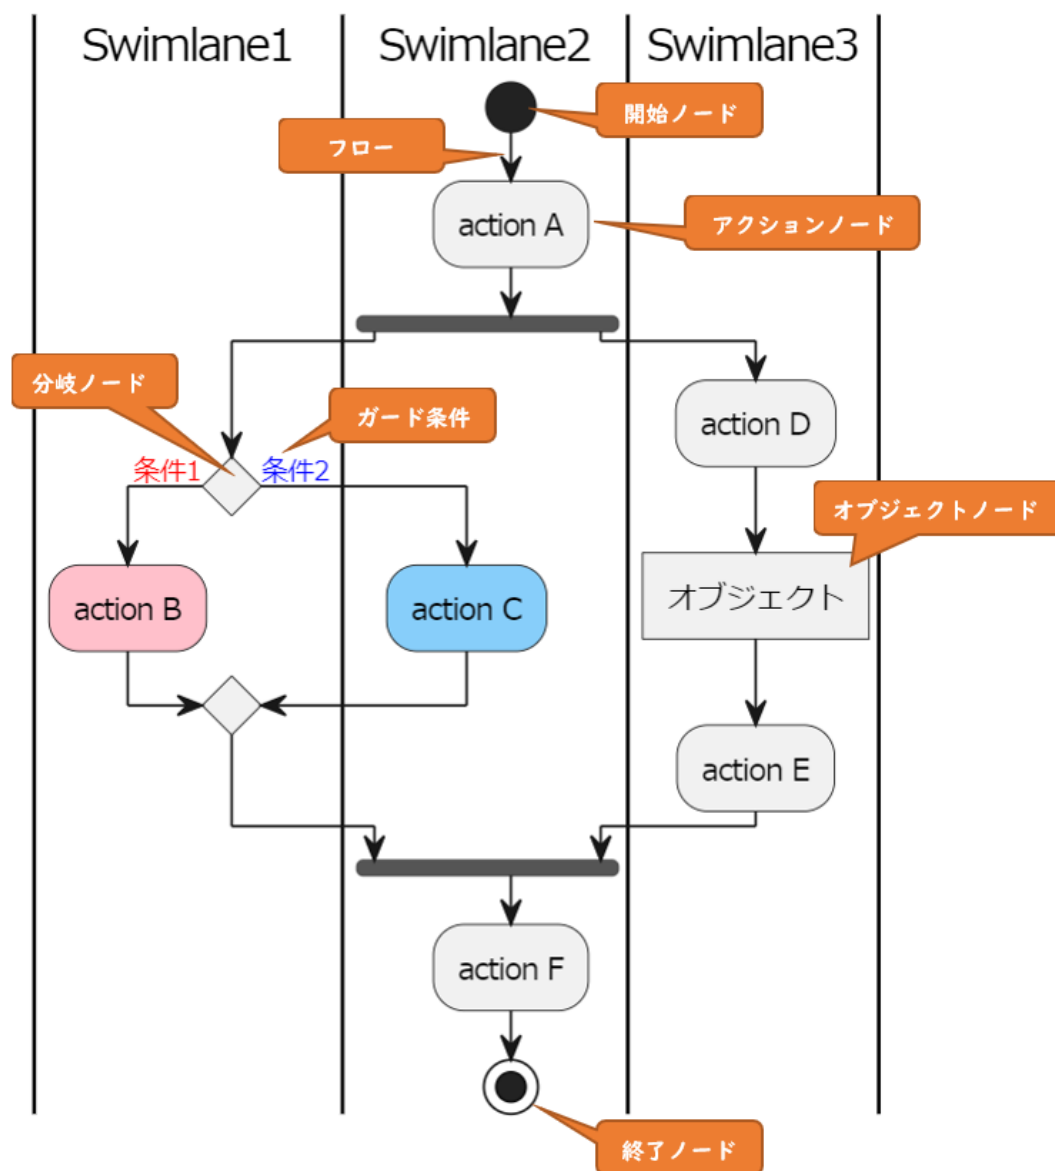 Swimlane1
Swimlane2
Swimlane3
開始ノード
フロー
action A
アクションノード
分岐ノード
ガード条件
action D
条件1
条件2
オブジェクトノード
action B
action C
オブジェクト
action E
action F
終了ノード